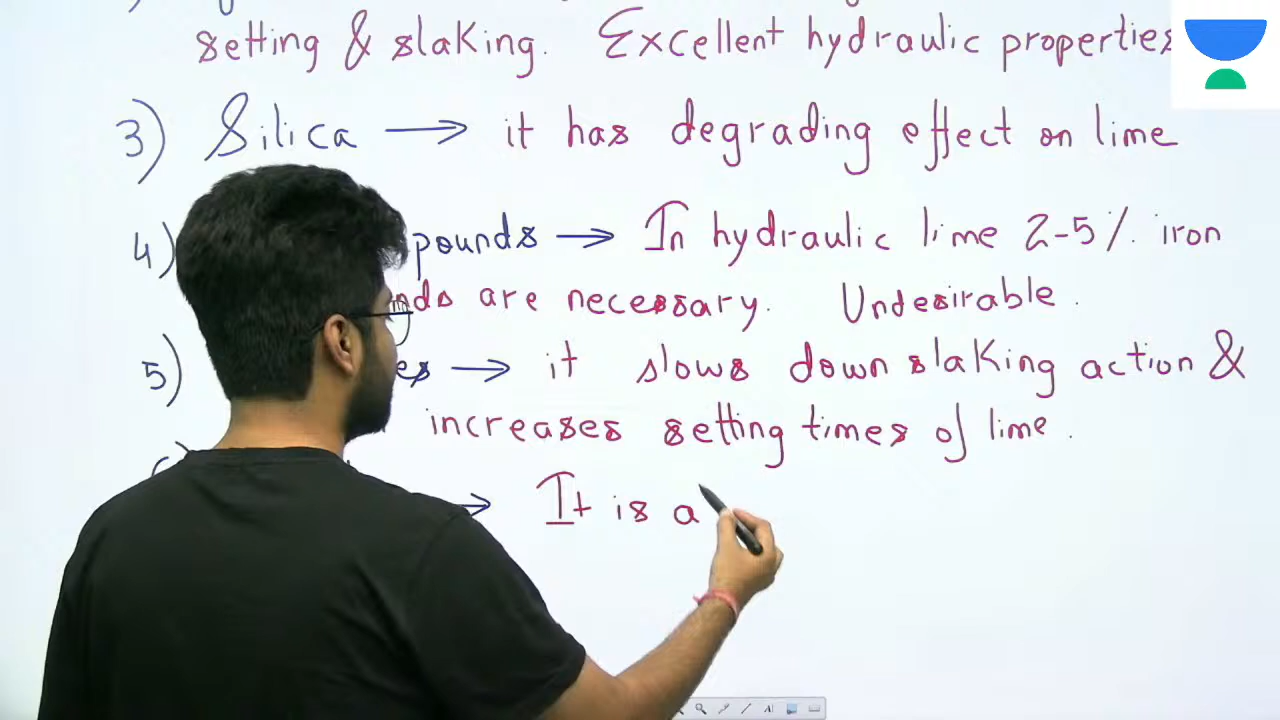 setting & slaking. Excellent hydraulic properties
3) Silica → it has degrading effect on lime
4) pounds → In hydraulic lime 2-5% iron
nds are necessary. Undesirable.
5) es → it slows down slaking action &
increases setting times of lime.
→ It is a